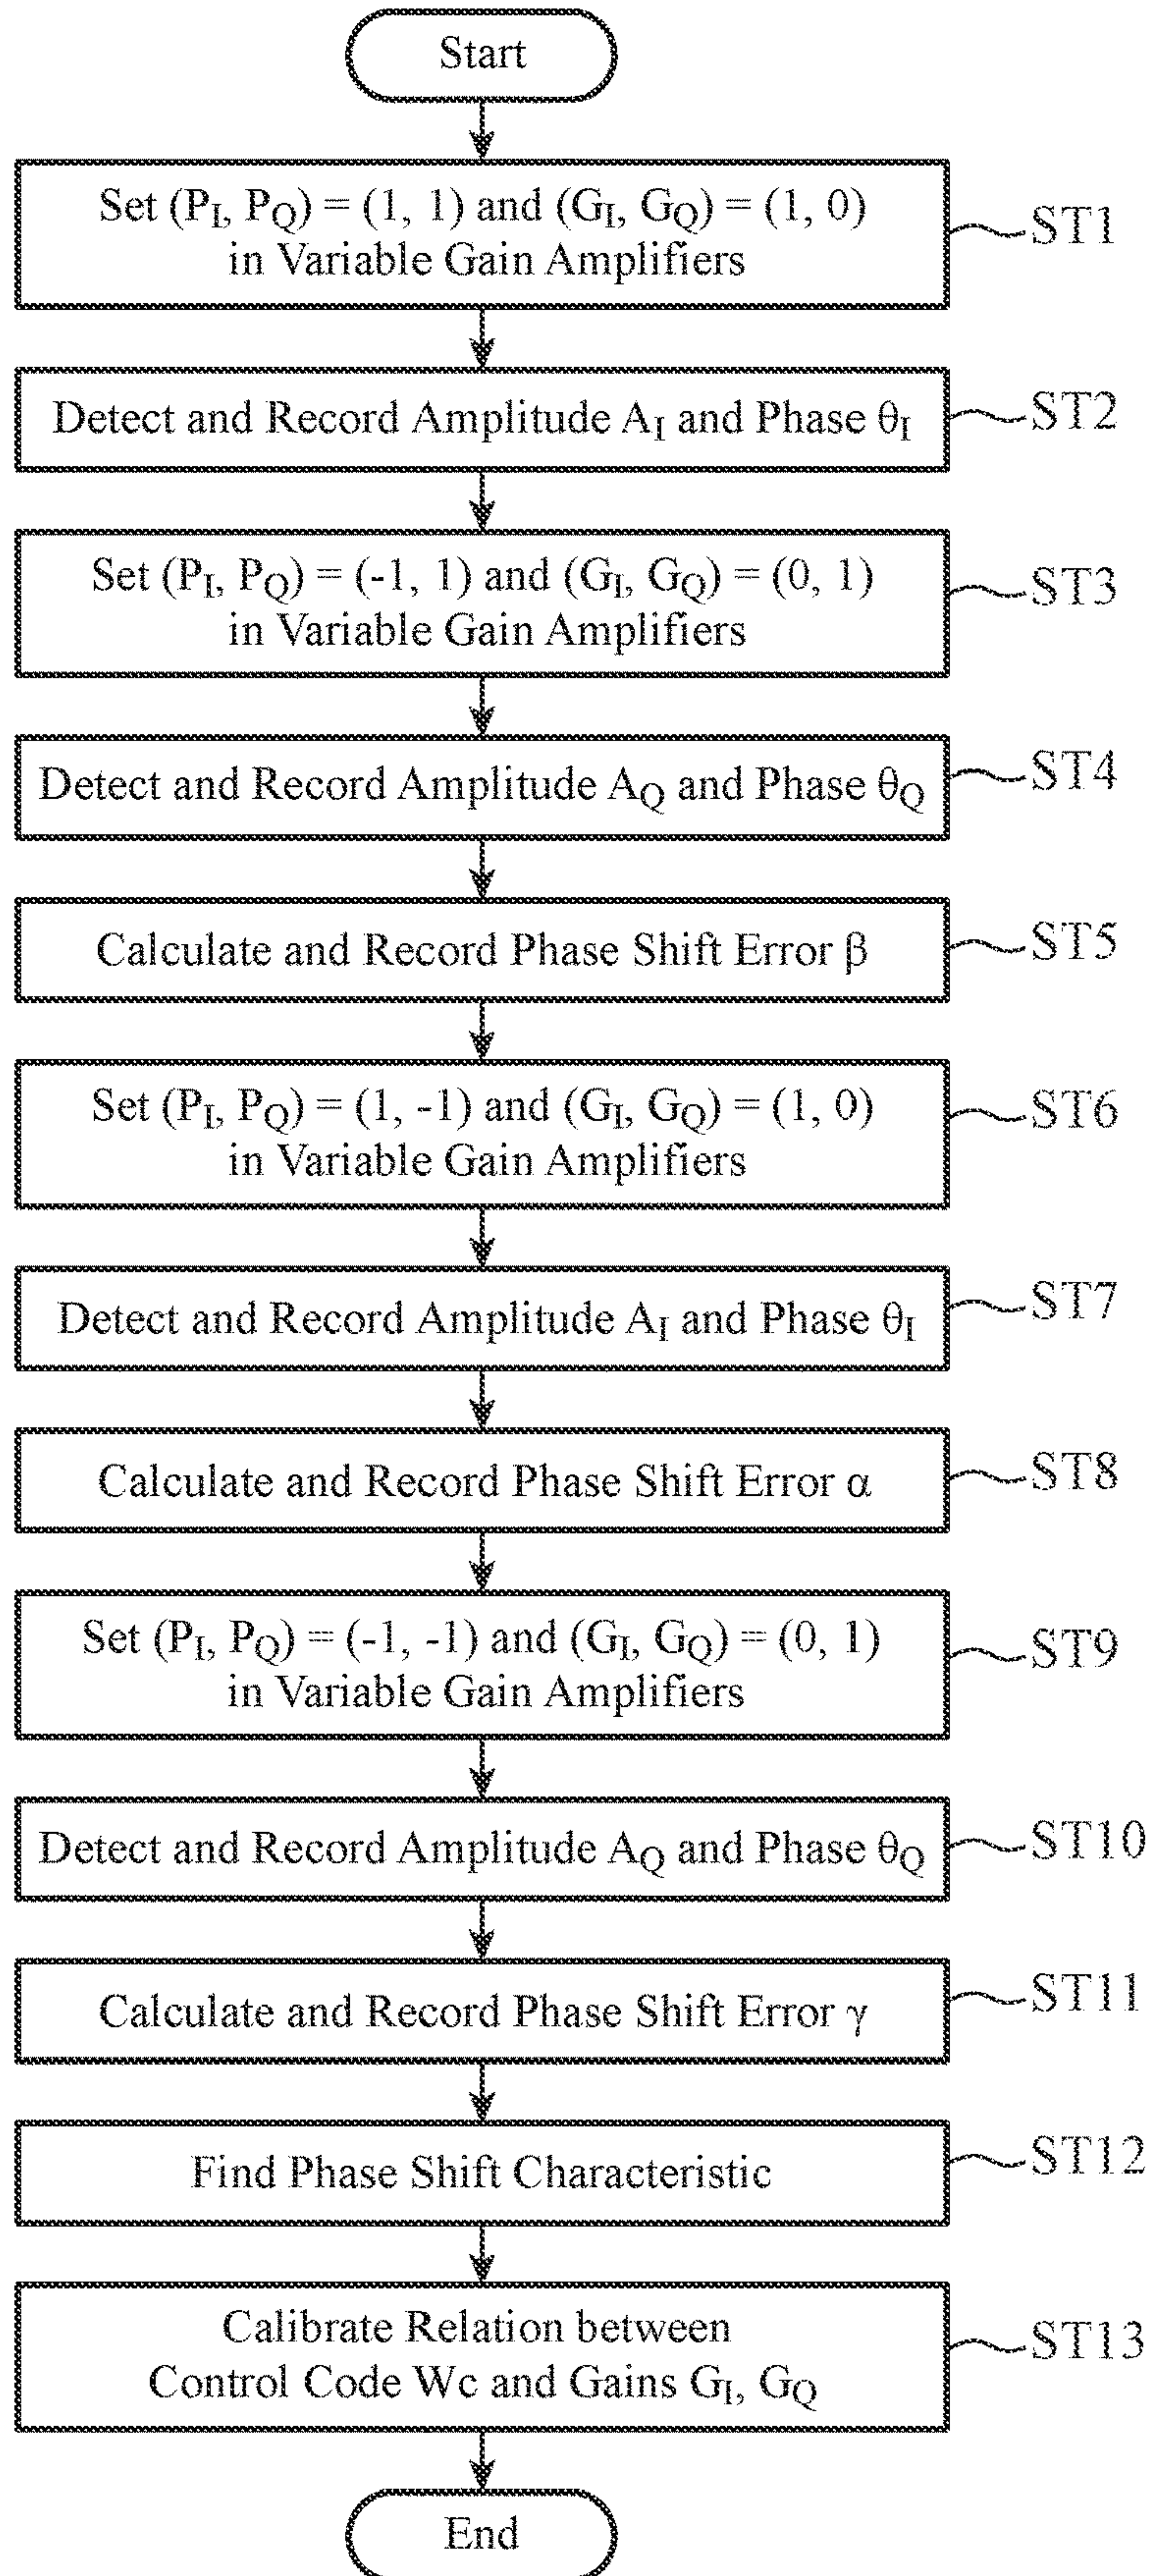 Start
Set (PI, PQ) = (1, 1) and (GI, GQ) = (1, 0)
in Variable Gain Amplifiers
ST1
Detect and Record Amplitude AI and Phase θI
ST2
Set (PI, PQ) = (-1, 1) and (GI, GQ) = (0, 1)
in Variable Gain Amplifiers
ST3
Detect and Record Amplitude AQ and Phase θQ
ST4
Calculate and Record Phase Shift Error β
ST5
Set (PI, PQ) = (1, -1) and (GI, GQ) = (1, 0)
in Variable Gain Amplifiers
ST6
Detect and Record Amplitude AI and Phase θI
ST7
Calculate and Record Phase Shift Error α
ST8
Set (PI, PQ) = (-1, -1) and (GI, GQ) = (0, 1)
in Variable Gain Amplifiers
ST9
Detect and Record Amplitude AQ and Phase θQ
ST10
Calculate and Record Phase Shift Error γ
ST11
Find Phase Shift Characteristic
ST12
Calibrate Relation between
Control Code Wc and Gains GI, GQ
ST13
End